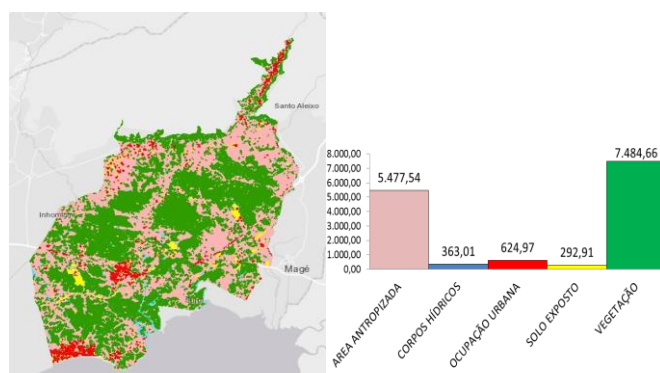 Santo Aleixo
Inhomirim
Magé
8.000,00
7.000,00
6.000,00
5.000,00
4.000,00
3.000,00
2.000,00
1.000,00
0,00
5.477,54
363,01
624,97
292,91
7.484,66
AREA ANTROPIZADA
CORPOS HÍDRICOS
OCUPAÇÃO URBANA
SOLO EXPOSTO
VEGETAÇÃO